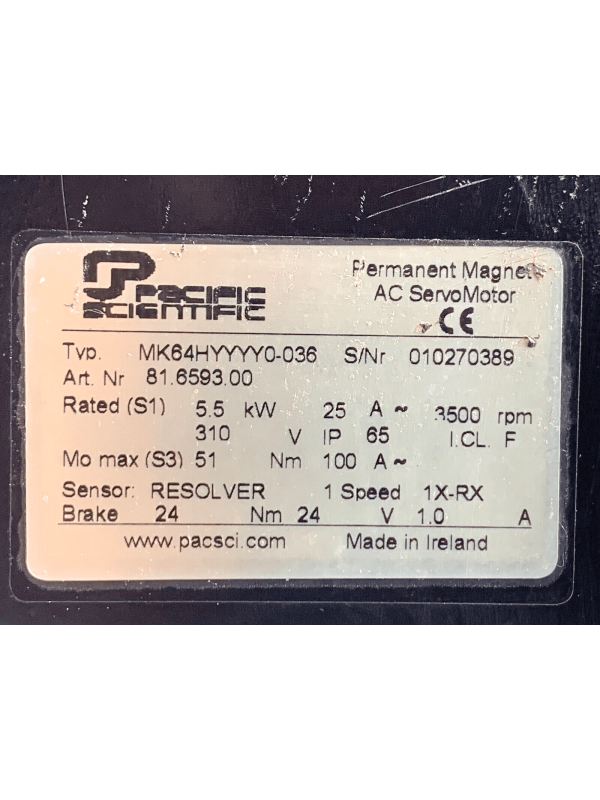 PACIFIC
SCIENTIFIC
Permanent Magnet
AC ServoMotor
CE
Typ. MK64HYYYY0-036 S/Nr 010270389
Art. Nr 81.6593.00
Rated (S1) 5.5 kW 25 A ~ 3500 rpm
310 V IP 65 I.CL. F
Mo max (S3) 51 Nm 100 A ~
Sensor: RESOLVER 1 Speed 1X-RX
Brake 24 Nm 24 V 1.0 A
www.pacsci.com Made in Ireland